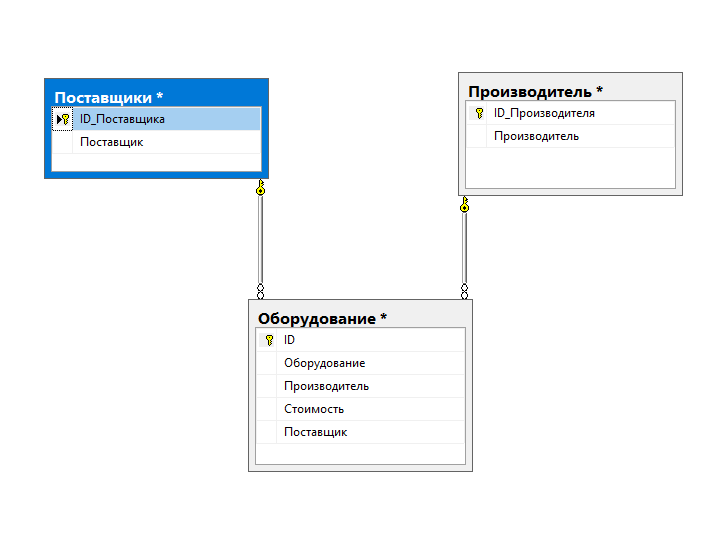 Поставщики *
ID_Поставщика
Поставщик
Производитель *
ID_Производителя
Производитель
Оборудование *
ID
Оборудование
Производитель
Стоимость
Поставщик